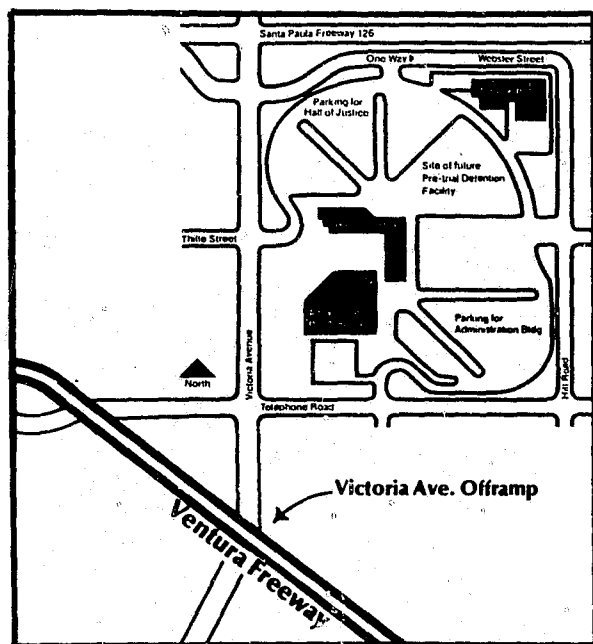 Santa Paula Freeway 126
One Way
Webster Street
Parking for
Hall of Justice
Site of future
Pre-trial Detention
Facility
Thille Street
Victoria Avenue
Parking for
Administration Bldg
Hill Road
North
Telephone Road
Victoria Ave. Offramp
Ventura Freeway